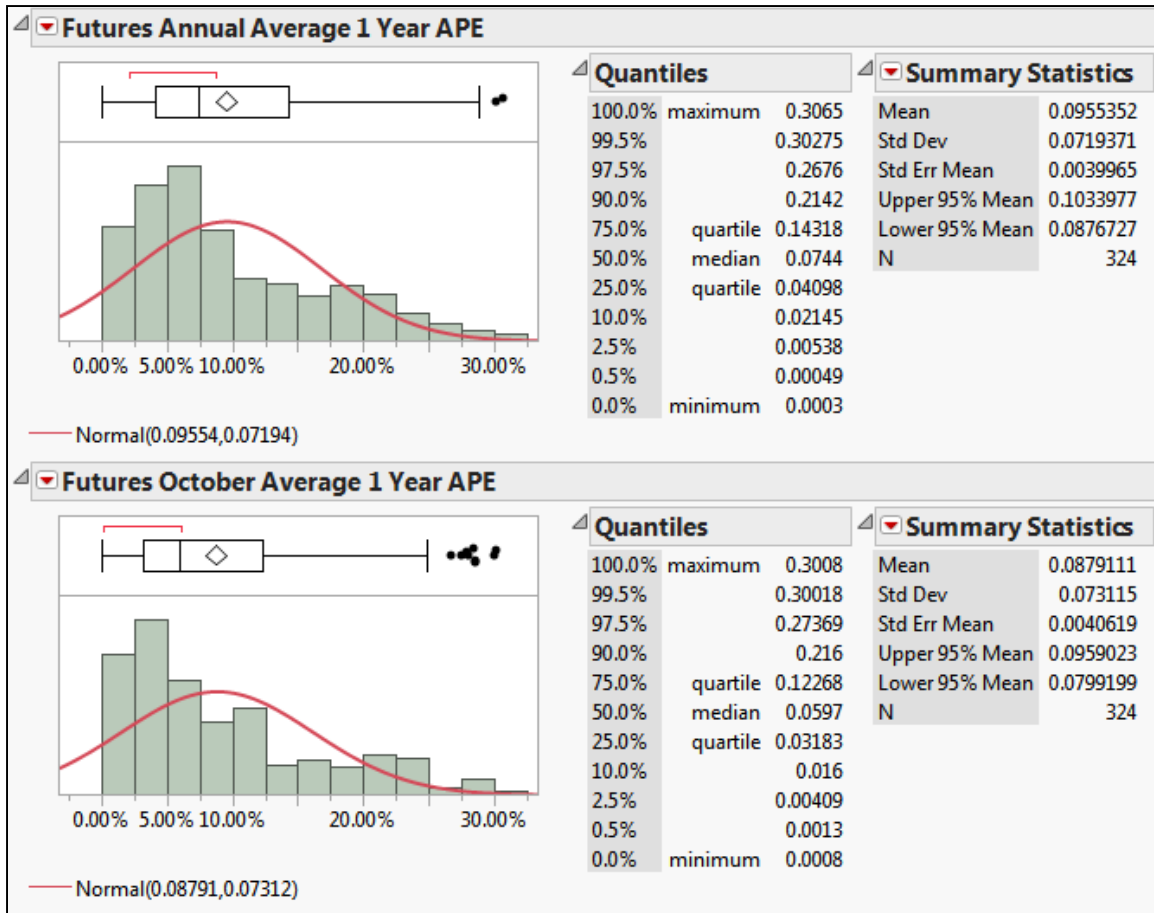 Futures Annual Average 1 Year APE
0.00% 5.00% 10.00% 20.00% 30.00%
Normal(0.09554,0.07194)
Quantiles
100.0% maximum 0.3065
99.5% 0.30275
97.5% 0.2676
90.0% 0.2142
75.0% quartile 0.14318
50.0% median 0.0744
25.0% quartile 0.04098
10.0% 0.02145
2.5% 0.00538
0.5% 0.00049
0.0% minimum 0.0003
Summary Statistics
Mean 0.0955352
Std Dev 0.0719371
Std Err Mean 0.0039965
Upper 95% Mean 0.1033977
Lower 95% Mean 0.0876727
N 324
Futures October Average 1 Year APE
0.00% 5.00% 10.00% 20.00% 30.00%
Normal(0.08791,0.07312)
Quantiles
100.0% maximum 0.3008
99.5% 0.30018
97.5% 0.27369
90.0% 0.216
75.0% quartile 0.12268
50.0% median 0.0597
25.0% quartile 0.03183
10.0% 0.016
2.5% 0.00409
0.5% 0.0013
0.0% minimum 0.0008
Summary Statistics
Mean 0.0879111
Std Dev 0.073115
Std Err Mean 0.0040619
Upper 95% Mean 0.0959023
Lower 95% Mean 0.0799199
N 324